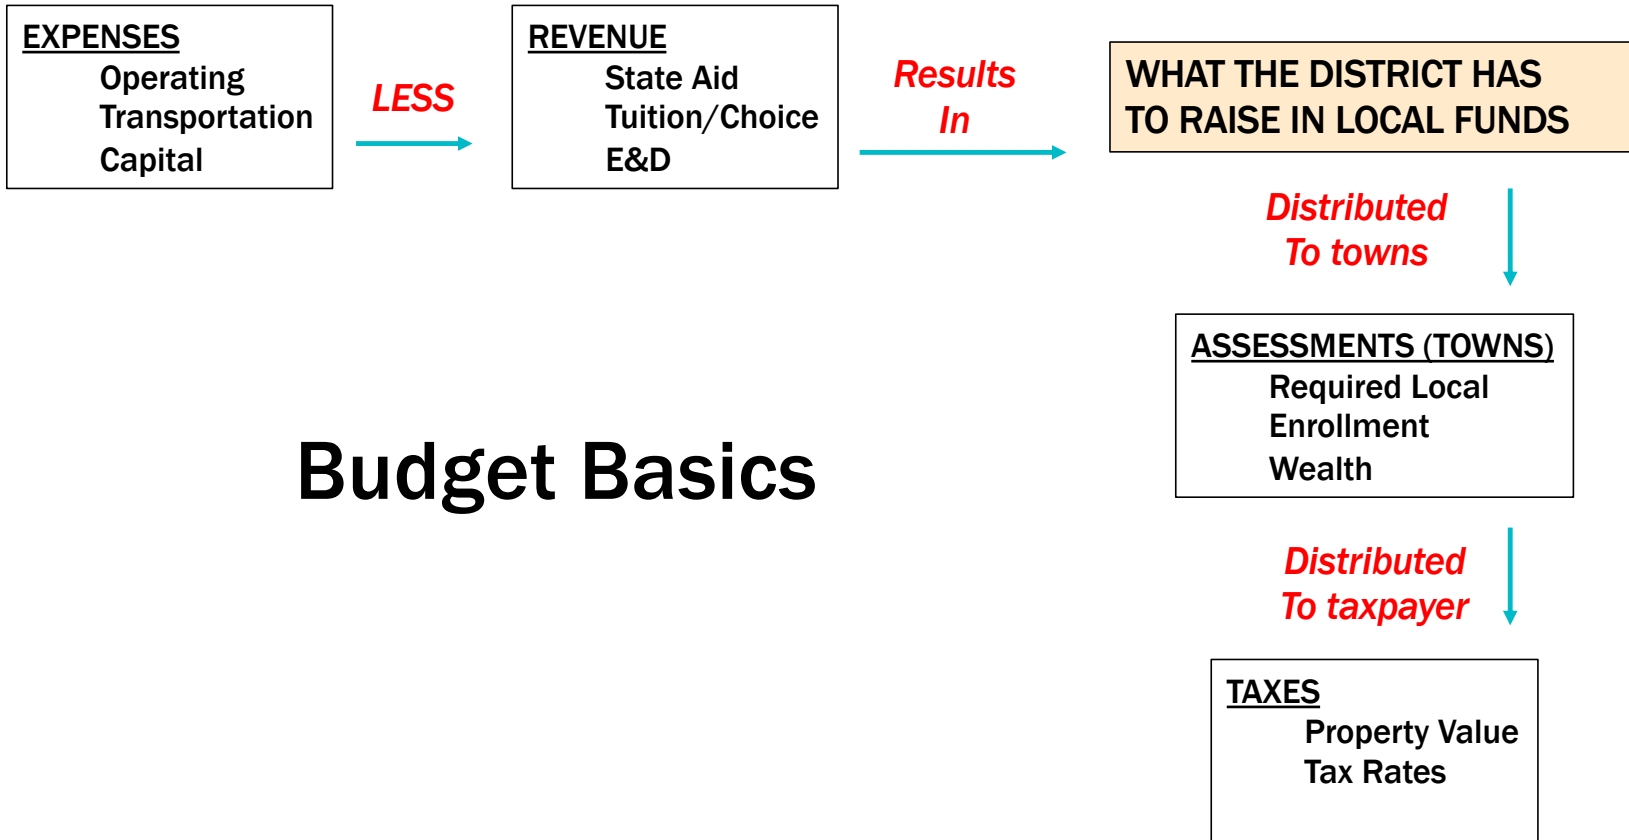 EXPENSES
Operating
Transportation
Capital
LESS
REVENUE
State Aid
Tuition/Choice
E&D
Results
In
WHAT THE DISTRICT HAS
TO RAISE IN LOCAL FUNDS
Distributed
To towns
ASSESSMENTS (TOWNS)
Required Local
Enrollment
Wealth
Budget Basics
Distributed
To taxpayer
TAXES
Property Value
Tax Rates